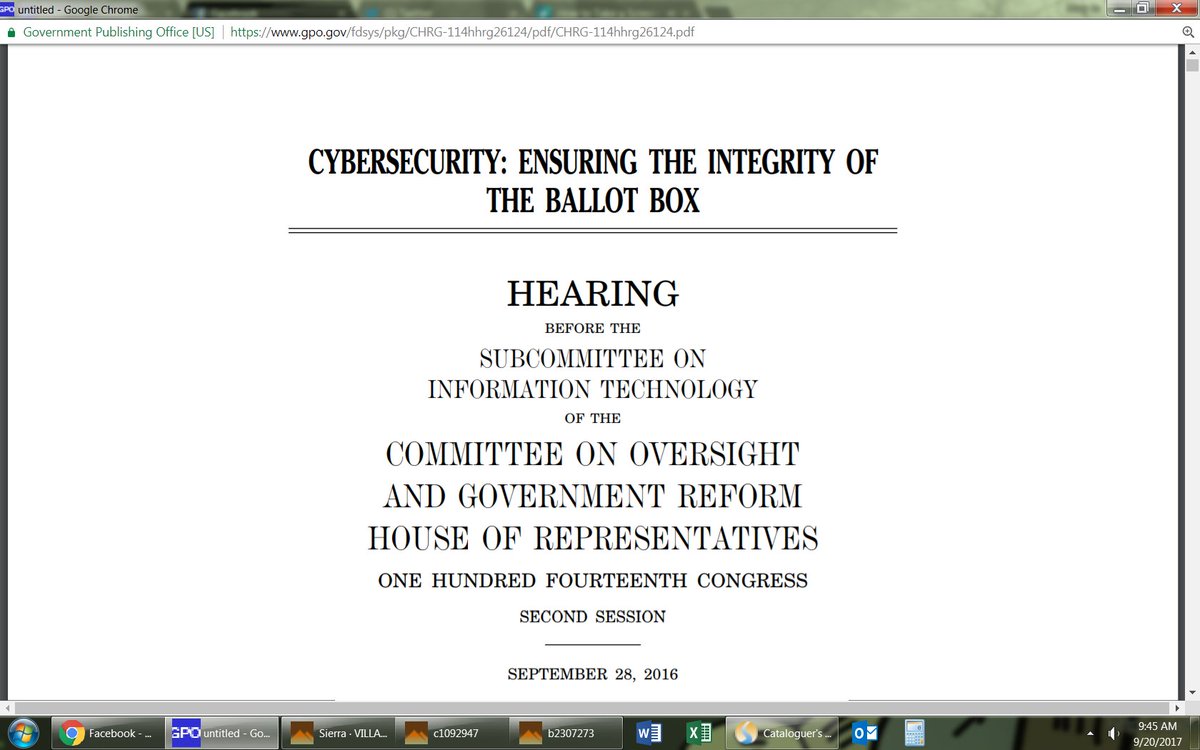 GPO untitled - Google Chrome
Government Publishing Office [US] | https://www.gpo.gov/fdsys/pkg/CHRG-114hhrg26124/pdf/CHRG-114hhrg26124.pdf
CYBERSECURITY: ENSURING THE INTEGRITY OF
THE BALLOT BOX
HEARING
BEFORE THE
SUBCOMMITTEE ON
INFORMATION TECHNOLOGY
OF THE
COMMITTEE ON OVERSIGHT
AND GOVERNMENT REFORM
HOUSE OF REPRESENTATIVES
ONE HUNDRED FOURTEENTH CONGRESS
SECOND SESSION
SEPTEMBER 28, 2016
Facebook - ... GPO untitled - Go... Sierra · VILLA... c1092947 b2307273 Cataloguer's ... 9:45 AM
9/20/2017